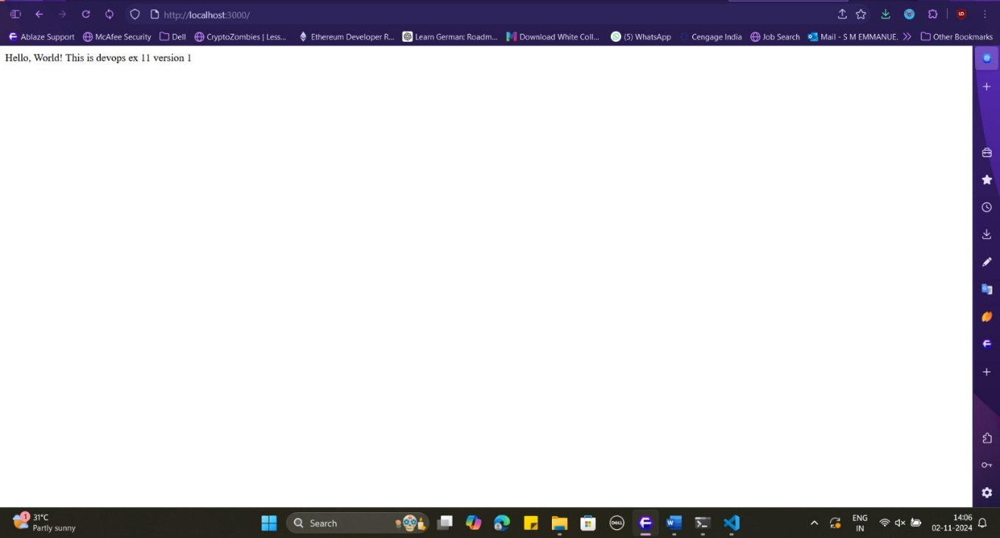 http://localhost:3000/
Ablaze Support McAfee Security Dell CryptoZombies | Less... Ethereum Developer R... Learn German: Roadm... Download White Coll... (5) WhatsApp Cengage India Job Search Mail - S M EMMANUE. Other Bookmarks
Hello, World! This is devops ex 11 version 1
1 31°C
Partly sunny
Search
DELL
ENG
IN
14:06
02-11-2024